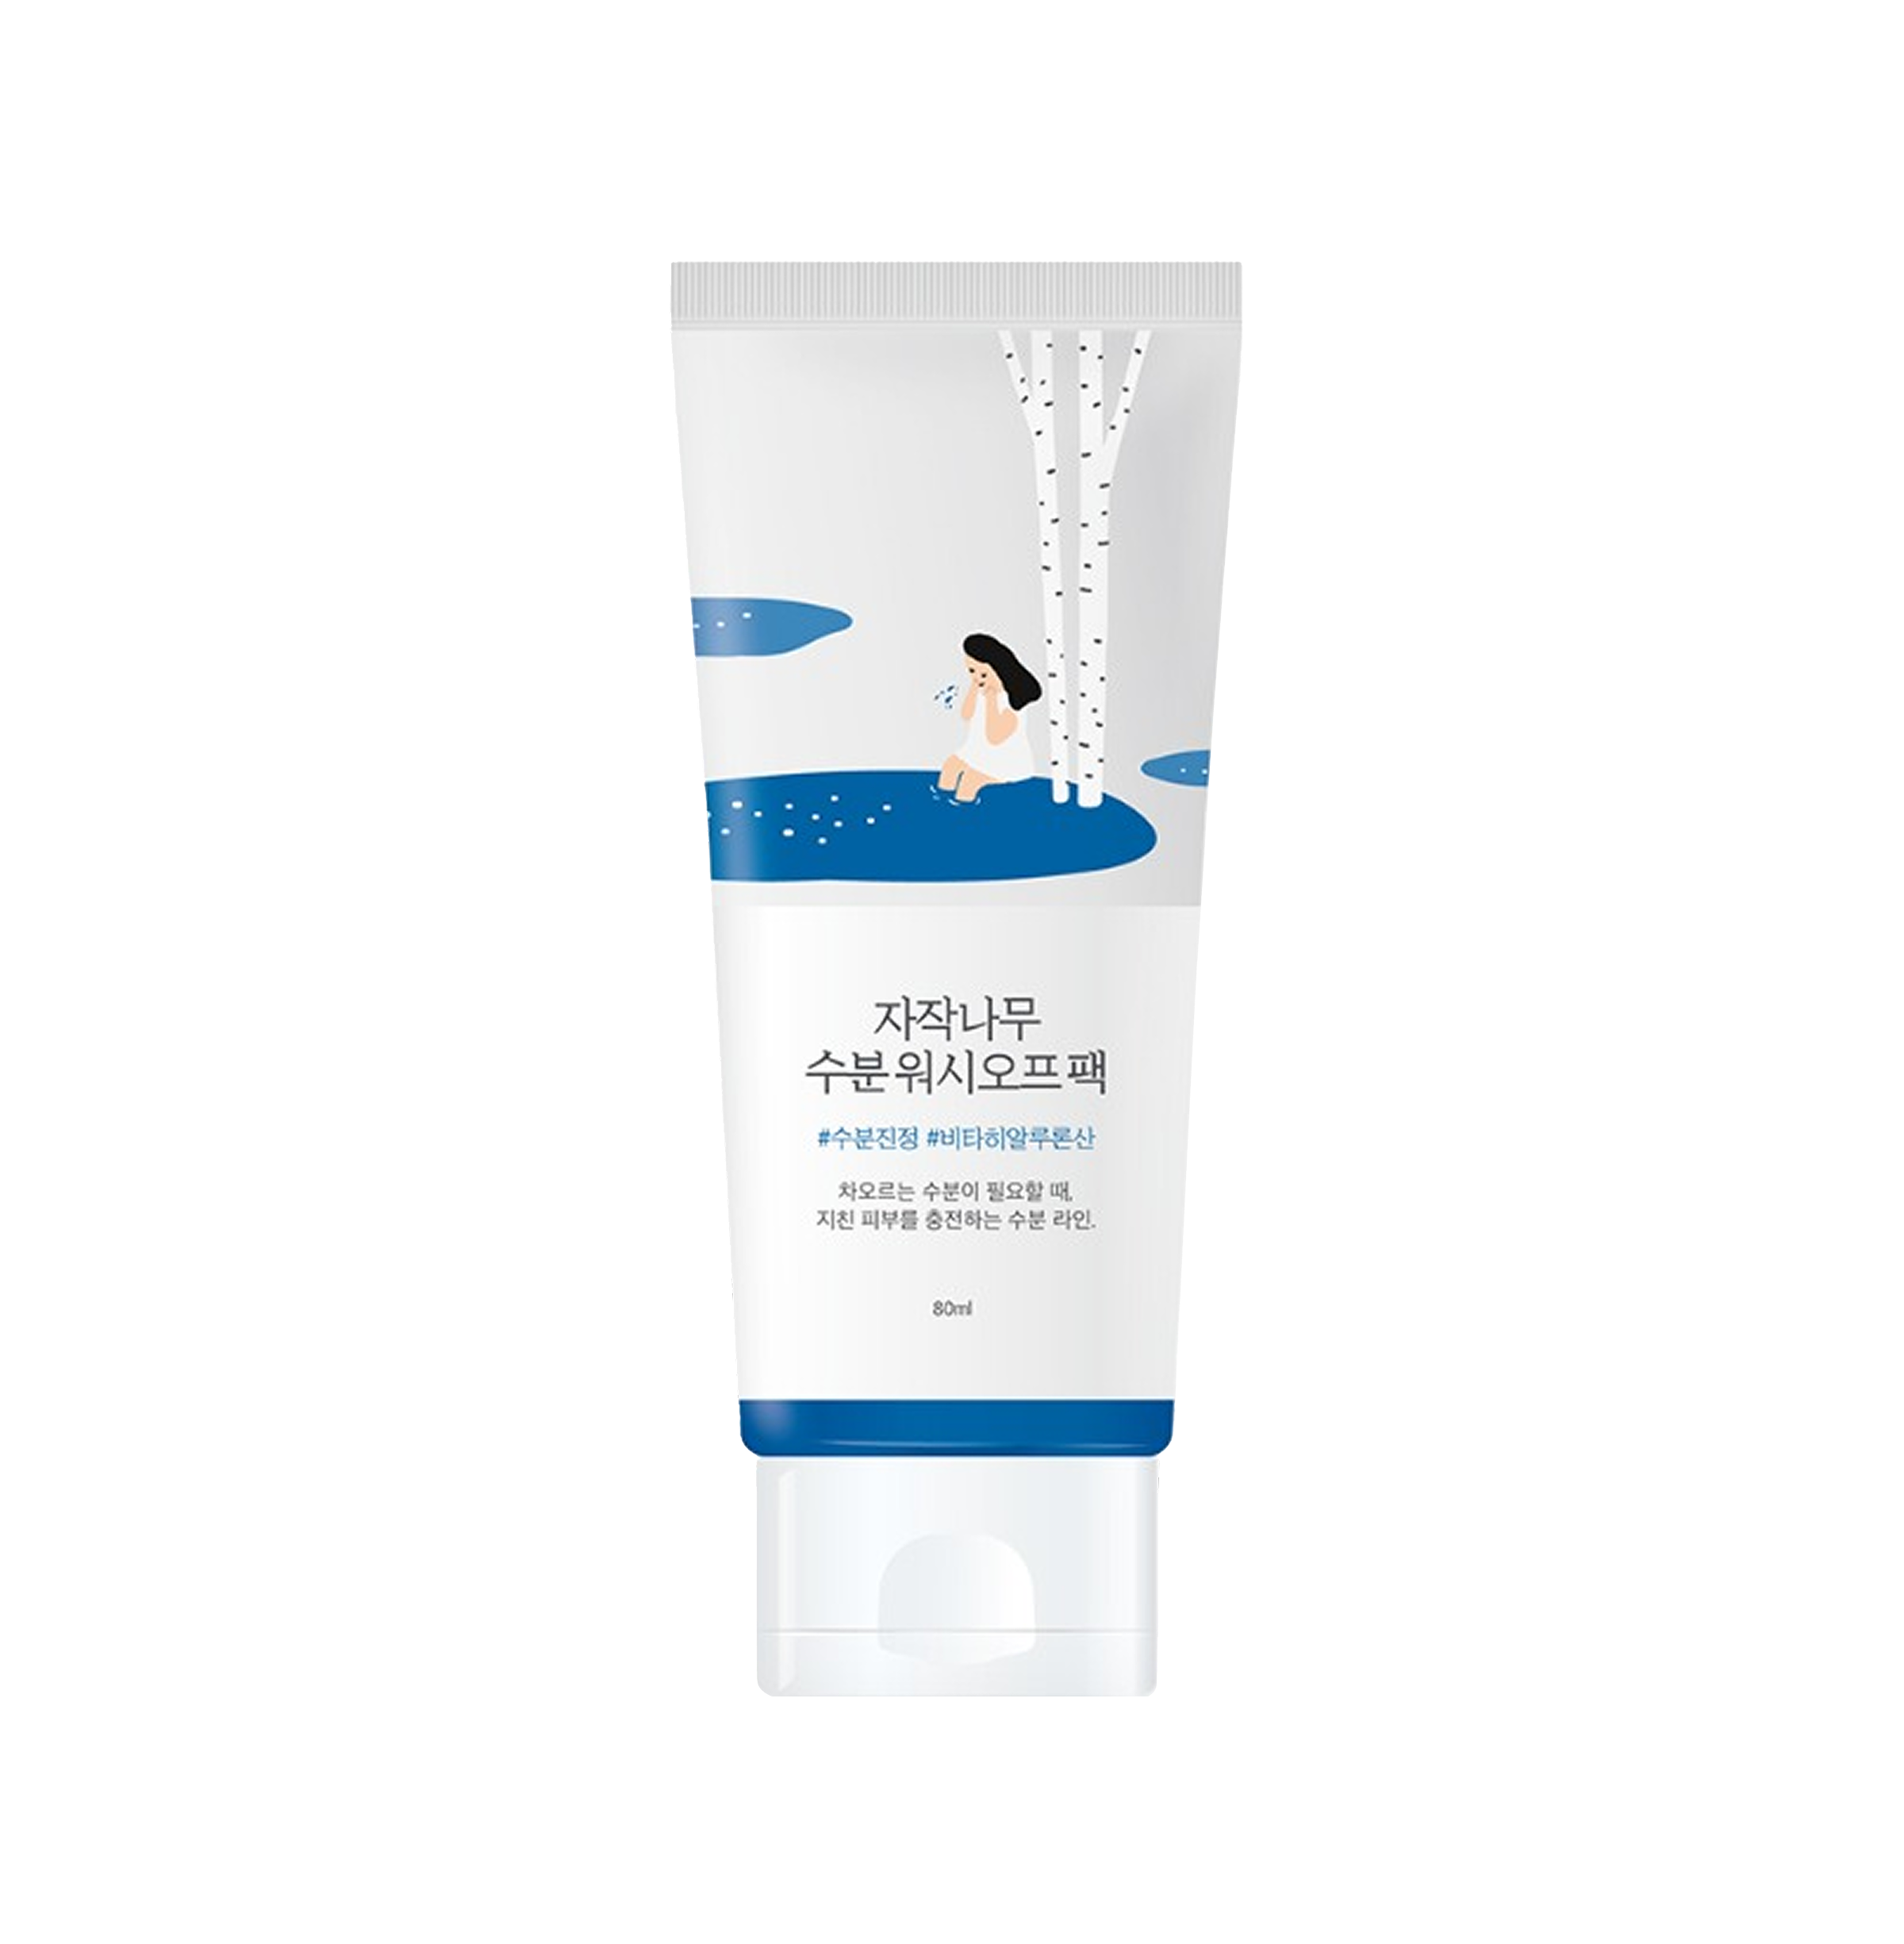 자작나무
수분 워시오프 팩
#수분진정 #비타히알루론산
차오르는 수분이 필요할 때,
지친 피부를 충전하는 수분 라인.
80ml